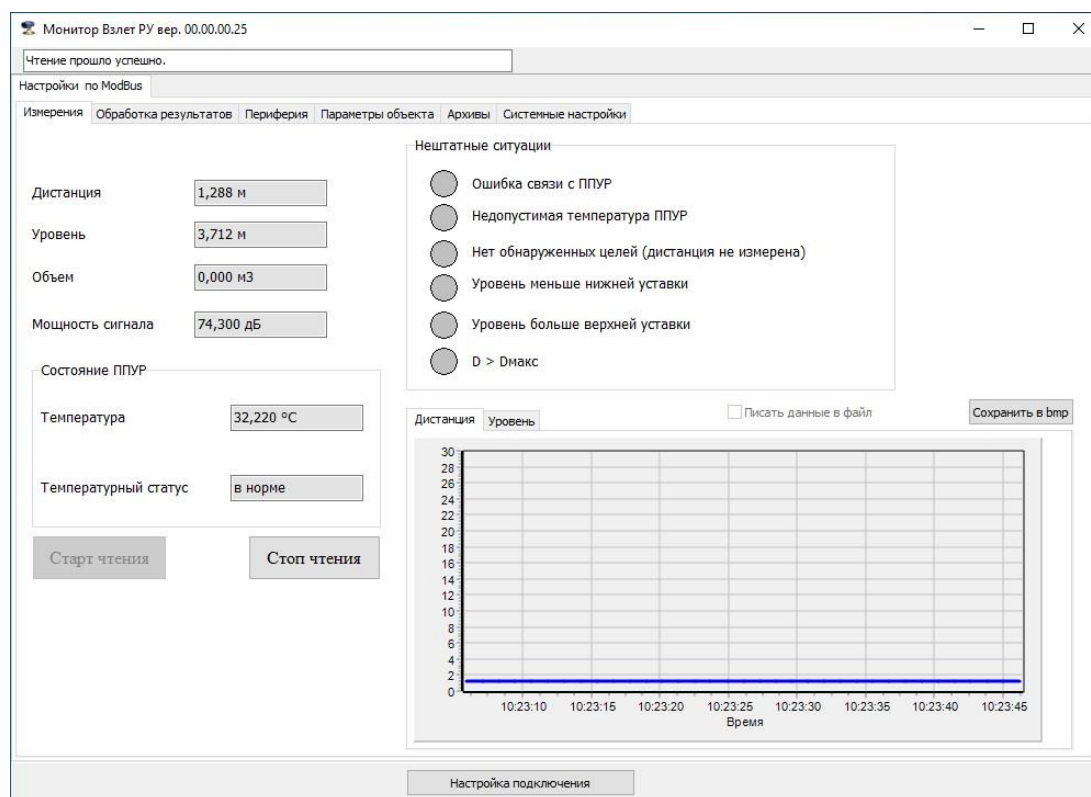 Монитор Взлет РУ вер. 00.00.00.25
Чтение прошло успешно.
Настройки по ModBus
Измерения Обработка результатов Периферия Параметры объекта Архивы Системные настройки
Нештатные ситуации
Дистанция 1,288 м
Уровень 3,712 м
Объем 0,000 м3
Мощность сигнала 74,300 дБ
Состояние ППУР
Температура 32,220 °C
Температурный статус в норме
Старт чтения Стоп чтения
Ошибка связи с ППУР
Недопустимая температура ППУР
Нет обнаруженных целей (дистанция не измерена)
Уровень меньше нижней уставки
Уровень больше верхней уставки
D > Dмакс
Дистанция Уровень
Писать данные в файл
Сохранить в bmp
30
28
26
24
22
20
18
16
14
12
10
8
6
4
2
0
10:23:10 10:23:15 10:23:20 10:23:25 10:23:30 10:23:35 10:23:40 10:23:45
Время
Настройка подключения